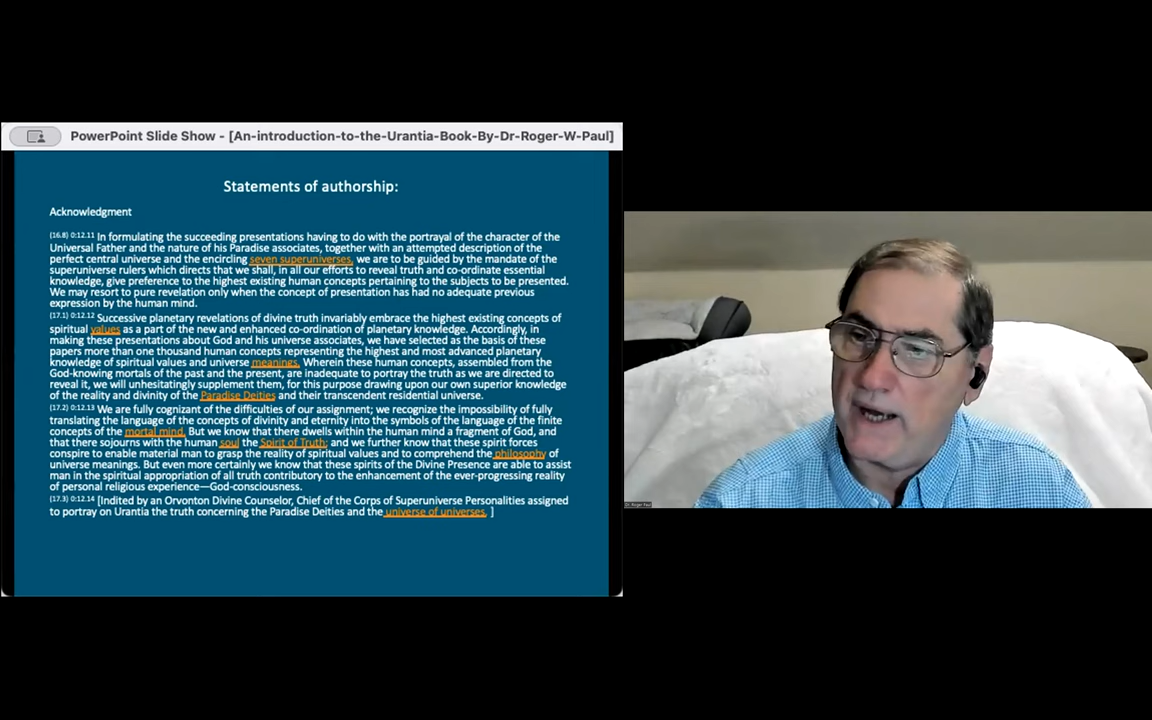 PowerPoint Slide Show - [An-introduction-to-the-Urantia-Book-By-Dr-Roger-W-Paul]
Statements of authorship:
Acknowledgment
(16.8) 0:12.11 In formulating the succeeding presentations having to do with the portrayal of the character of the
Universal Father and the nature of his Paradise associates, together with an attempted description of the
perfect central universe and the encircling seven superuniverses, we are to be guided by the mandate of the
superuniverse rulers which directs that we shall, in all our efforts to reveal truth and co-ordinate essential
knowledge, give preference to the highest existing human concepts pertaining to the subjects to be presented.
We may resort to pure revelation only when the concept of presentation has had no adequate previous
expression by the human mind.
(17.1) 0:12.12 Successive planetary revelations of divine truth invariably embrace the highest existing concepts of
spiritual values as a part of the new and enhanced co-ordination of planetary knowledge. Accordingly, in
making these presentations about God and his universe associates, we have selected as the basis of these
papers more than one thousand human concepts representing the highest and most advanced planetary
knowledge of spiritual values and universe meanings. Wherein these human concepts, assembled from the
God-knowing mortals of the past and the present, are inadequate to portray the truth as we are directed to
reveal it, we will unhesitatingly supplement them, for this purpose drawing upon our own superior knowledge
of the reality and divinity of the Paradise Deities and their transcendent residential universe.
(17.2) 0:12.13 We are fully cognizant of the difficulties of our assignment; we recognize the impossibility of fully
translating the language of the concepts of divinity and eternity into the symbols of the language of the finite
concepts of the mortal mind. But we know that there dwells within the human mind a fragment of God, and
that there sojourns with the human soul the Spirit of Truth; and we further know that these spirit forces
conspire to enable material man to grasp the reality of spiritual values and to comprehend the philosophy of
universe meanings. But even more certainly we know that these spirits of the Divine Presence are able to assist
man in the spiritual appropriation of all truth contributory to the enhancement of the ever-progressing reality
of personal religious experience—God-consciousness.
(17.3) 0:12.14 [Indited by an Orvonton Divine Counselor, Chief of the Corps of Superuniverse Personalities assigned
to portray on Urantia the truth concerning the Paradise Deities and the universe of universes. ]
Dr. Roger Paul